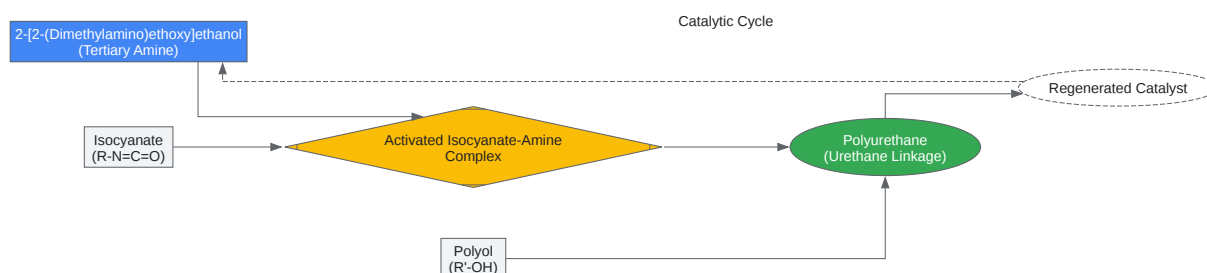 Catalytic Cycle
2-[2-(Dimethylamino)ethoxy]ethanol
(Tertiary Amine)
Regenerated Catalyst
Isocyanate
(R-N=C=O)
Activated Isocyanate-Amine
Complex
Polyurethane
(Urethane Linkage)
Polyol
(R'-OH)